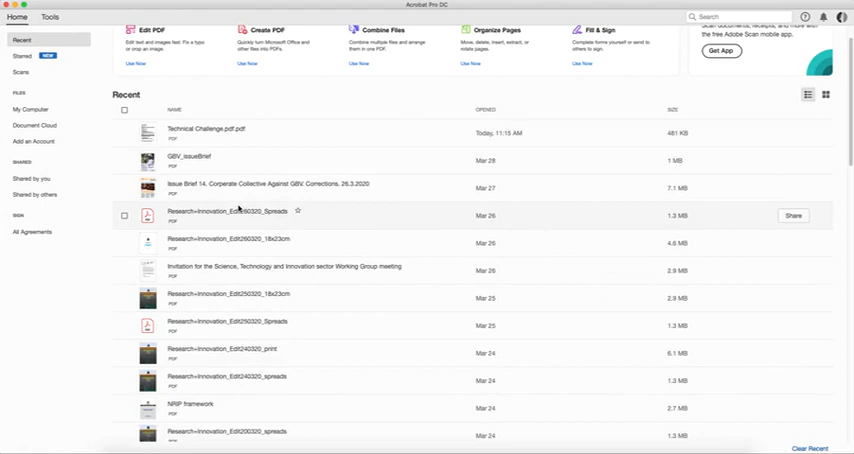 Acrobat Pro DC
Home Tools Search
Edit PDF Create PDF Combine Files Organize Pages Fill & Sign
Edit text and images fast. Fix a typo or crop an image.
Quickly turn Microsoft Office and other files into PDFs.
Combine multiple files and arrange them in one PDF.
Move, delete, insert, extract, or rotate pages.
Complete forms yourself or send to others to sign.
Use Now Use Now Use Now Use Now Use Now
Scan documents, receipts, and more with
the free Adobe Scan mobile app.
Get App
Recent
Starred NEW
Scans
FILES
My Computer
Document Cloud
Add an Account
SHARED
Shared by you
Shared by others
SIGN
All Agreements
Recent
NAME OPENED SIZE
Technical Challenge.pdf.pdf Today, 11:15 AM 481 KB
PDF
GBV_IssueBrief Mar 28 1 MB
PDF
Issue Brief 14. Corperate Collective Against GBV. Corrections. 26.3.2020 Mar 27 7.1 MB
PDF
Research+Innovation_Edit260320_Spreads Mar 26 1.3 MB Share
PDF
Research+Innovation_Edit260320_18x23cm Mar 26 4.6 MB
PDF
Invitation for the Science, Technology and Innovation sector Working Group meeting Mar 26 2.9 MB
PDF
Research+Innovation_Edit250320_18x23cm Mar 25 2.9 MB
PDF
Research+Innovation_Edit250320_Spreads Mar 25 1.3 MB
PDF
Research+Innovation_Edit240320_print Mar 24 6.1 MB
PDF
Research+Innovation_Edit240320_spreads Mar 24 1.3 MB
PDF
NRIP framework Mar 24 2.7 MB
PDF
Research+Innovation_Edit200320_spreads Mar 24 1.3 MB
Clear Recent